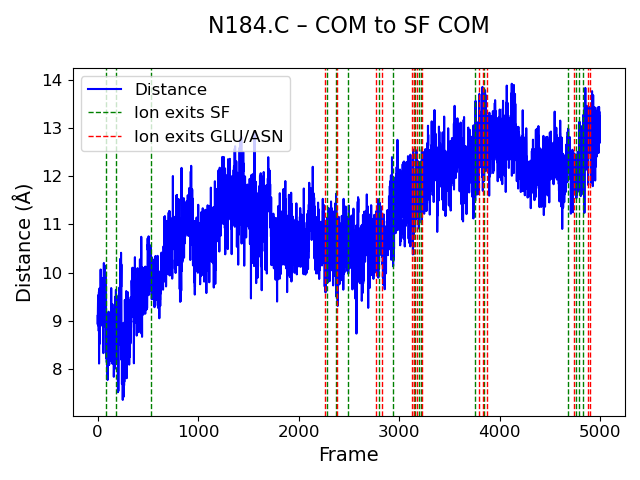 N184.C – COM to SF COM
Distance
Ion exits SF
Ion exits GLU/ASN
14
13
12
11
10
9
8
Distance (Å)
0 1000 2000 3000 4000 5000
Frame